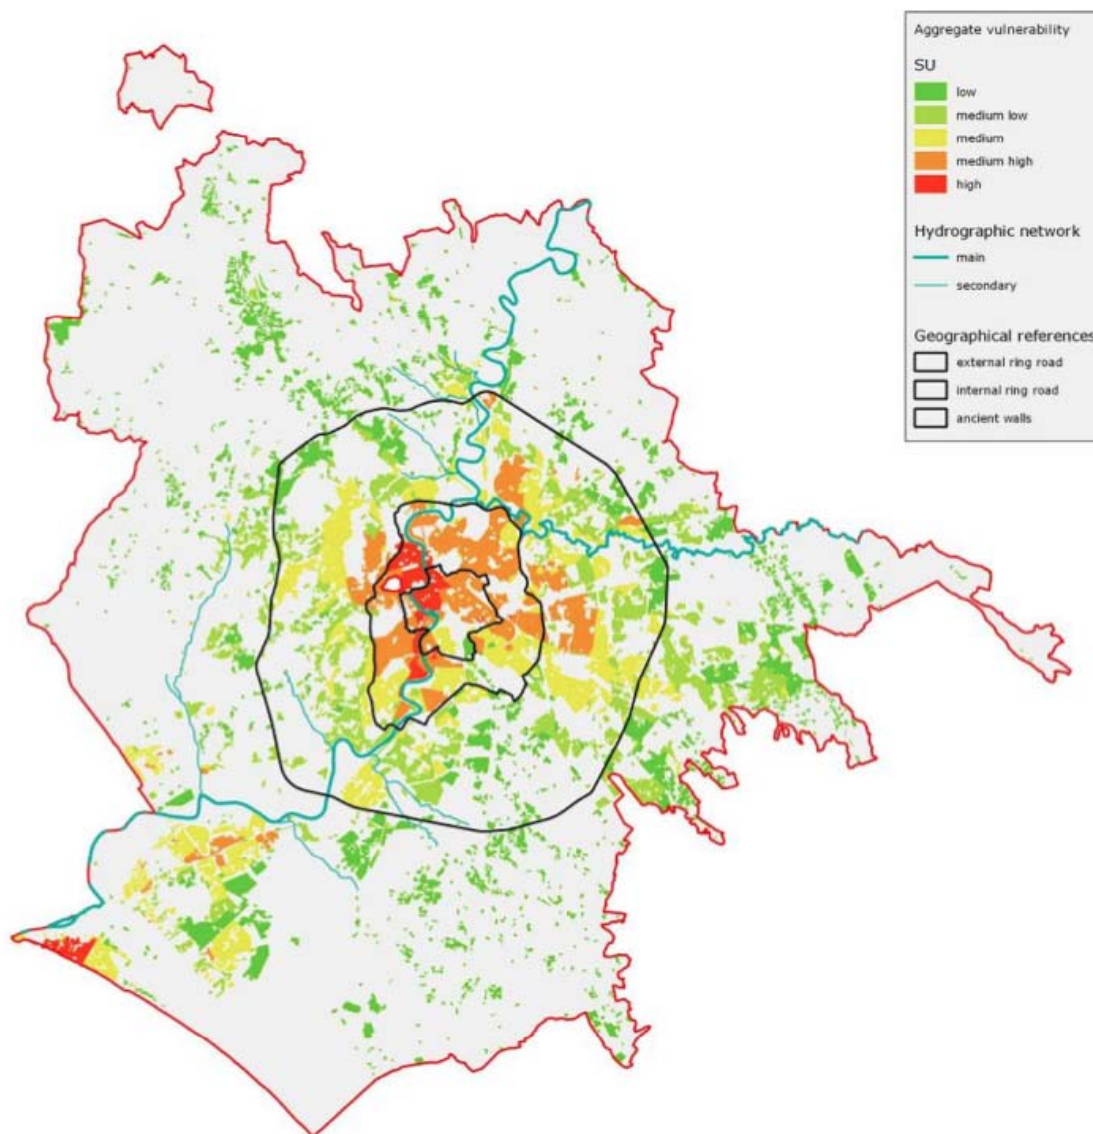 Aggregate vulnerability
SU
low
medium low
medium
medium high
high
Hydrographic network
main
secondary
Geographical references
external ring road
internal ring road
ancient walls